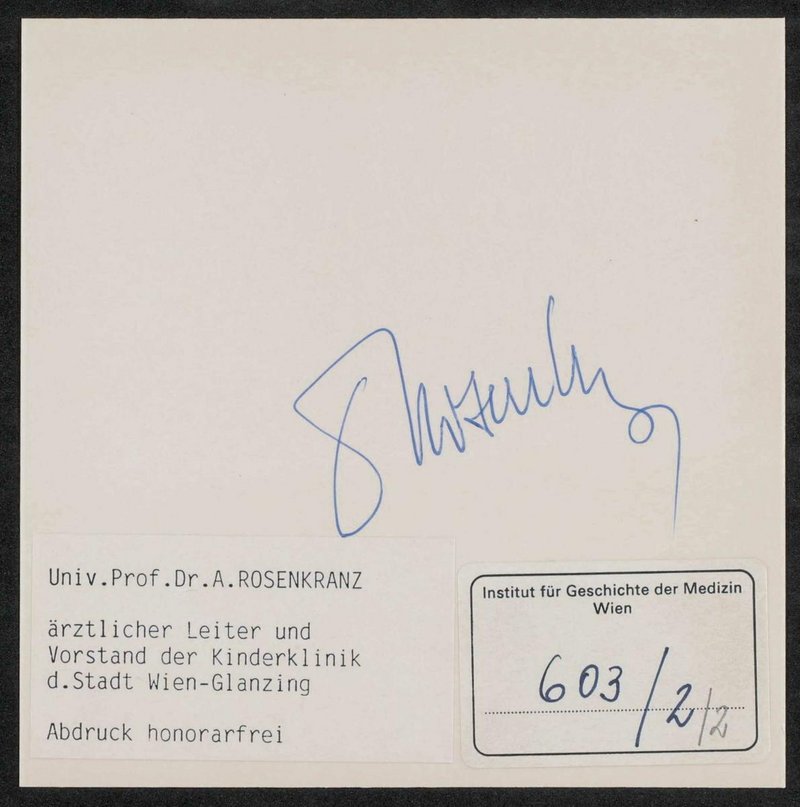 Rosenkranz
Univ.Prof.Dr.A.ROSENKRANZ
ärztlicher Leiter und
Vorstand der Kinderklinik
d.Stadt Wien-Glanzing
Abdruck honorarfrei
Institut für Geschichte der Medizin
Wien
603/2/2